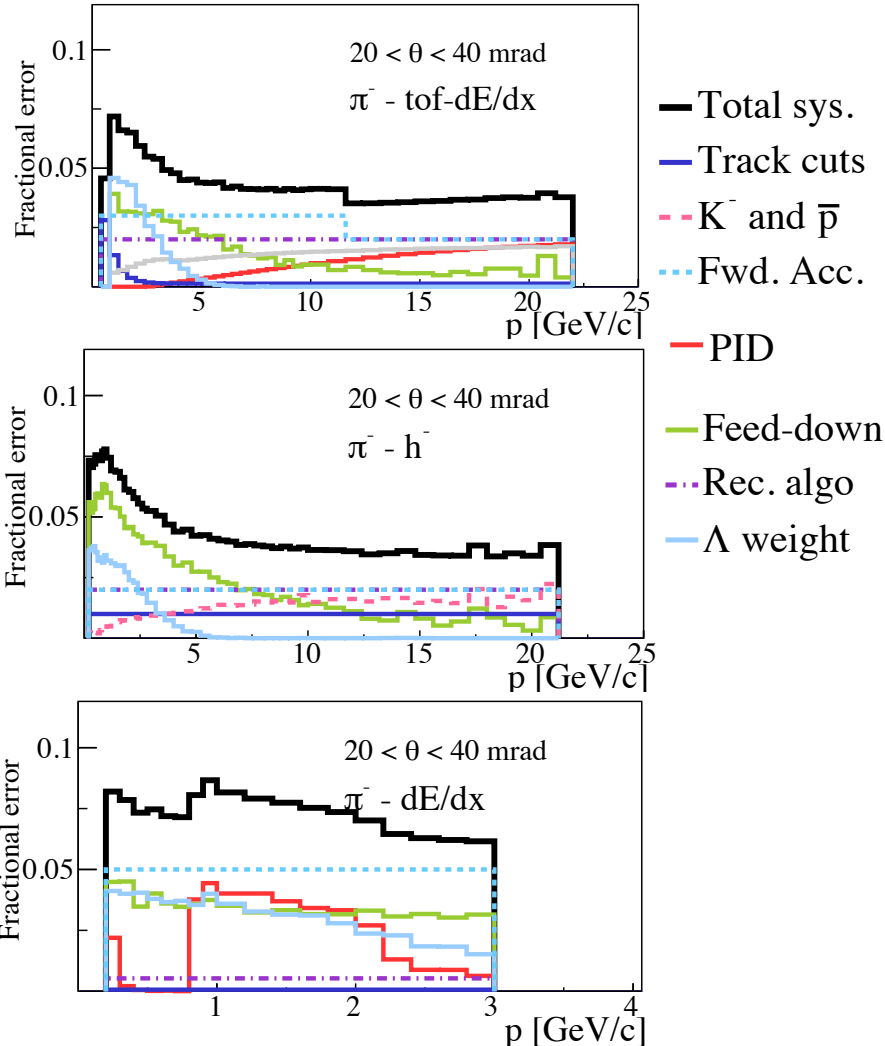 0.1
0.05
Fractional error
20 < θ < 40 mrad
π⁻ - tof-dE/dx
5 10 15 20 25
p [GeV/c]
0.1
0.05
Fractional error
20 < θ < 40 mrad
π⁻ - h⁻
5 10 15 20 25
p [GeV/c]
0.1
0.05
Fractional error
20 < θ < 40 mrad
π⁻ - dE/dx
1 2 3 4
p [GeV/c]
Total sys.
Track cuts
K⁻ and p̅
Fwd. Acc.
PID
Feed-down
Rec. algo
Λ weight